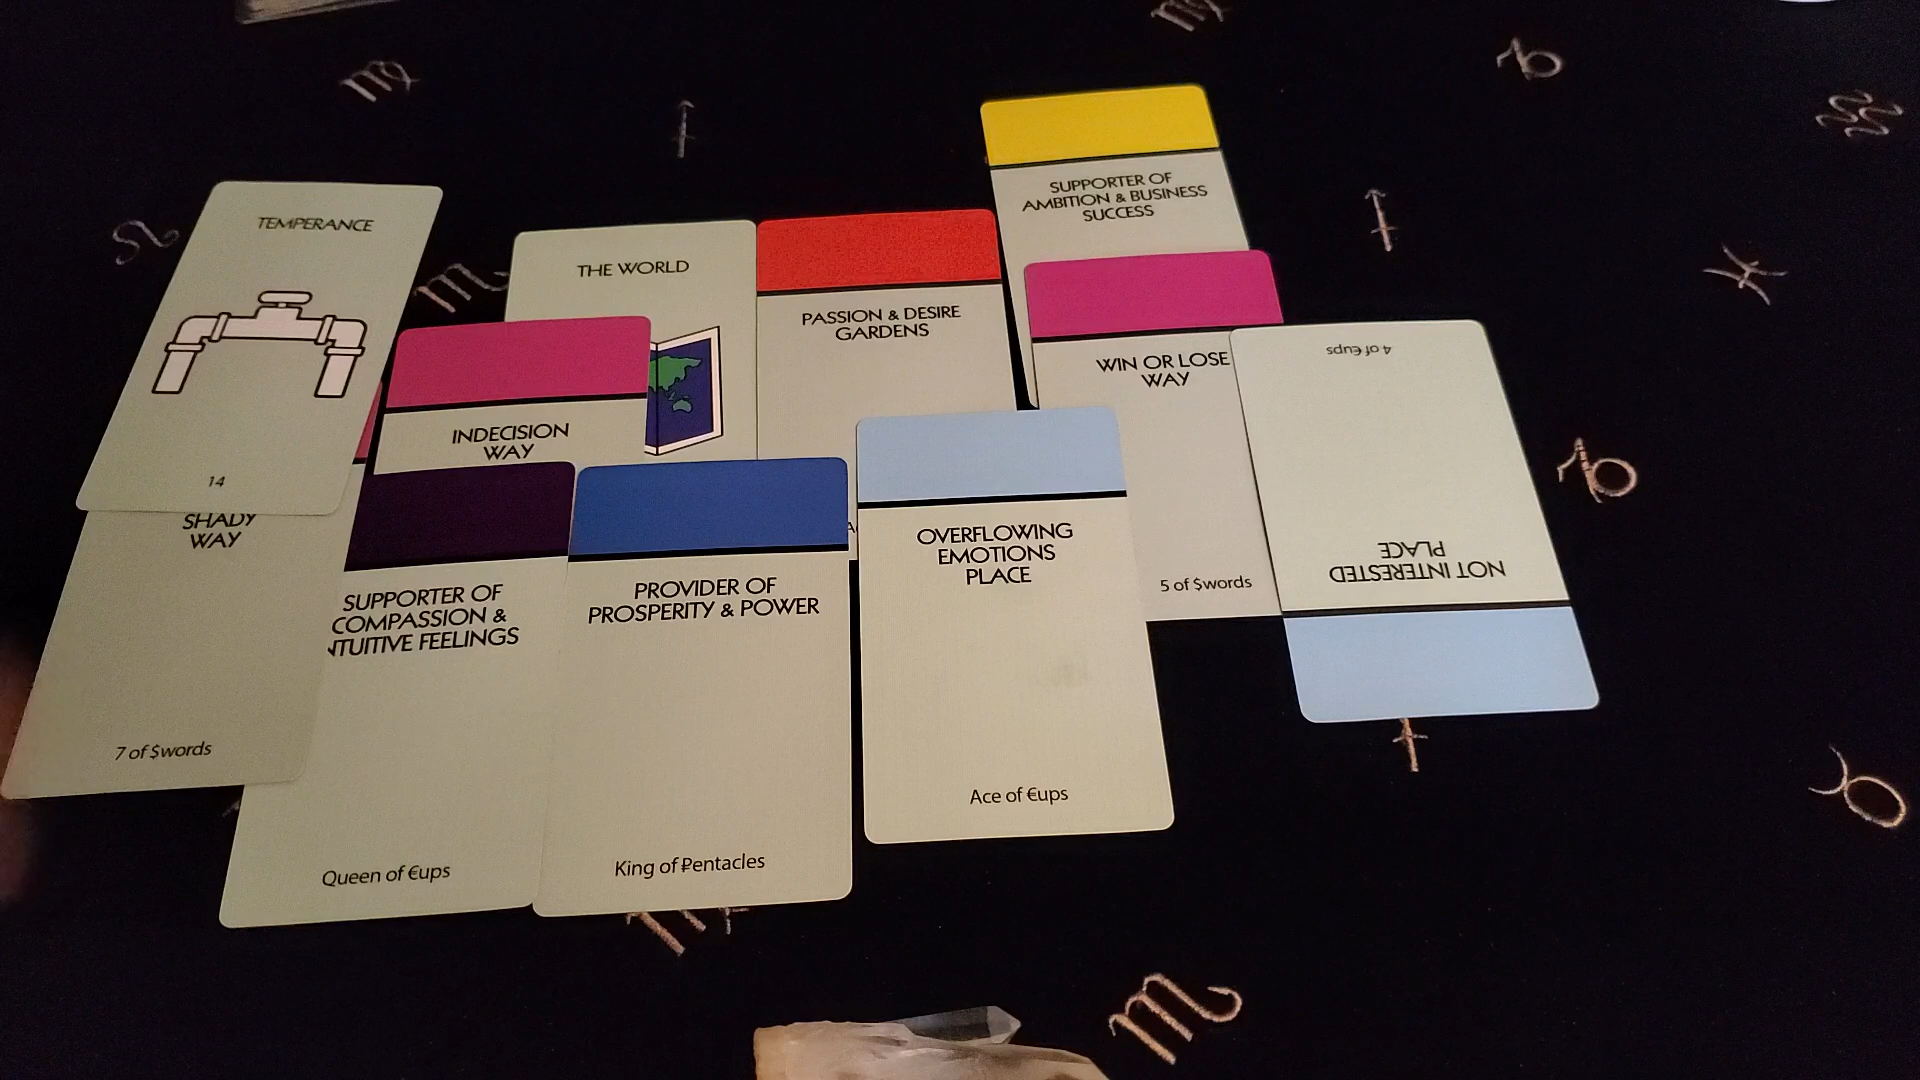 TEMPERANCE
14
SHADY
WAY
7 of $words
THE WORLD
INDECISION
WAY
PASSION & DESIRE
GARDENS
SUPPORTER OF
AMBITION & BUSINESS
SUCCESS
WIN OR LOSE
WAY
5 of $words
4 of €ups
NOT INTERESTED
PLACE
SUPPORTER OF
COMPASSION &
NTUITIVE FEELINGS
Queen of €ups
PROVIDER OF
PROSPERITY & POWER
King of ₽entacles
OVERFLOWING
EMOTIONS
PLACE
Ace of €ups